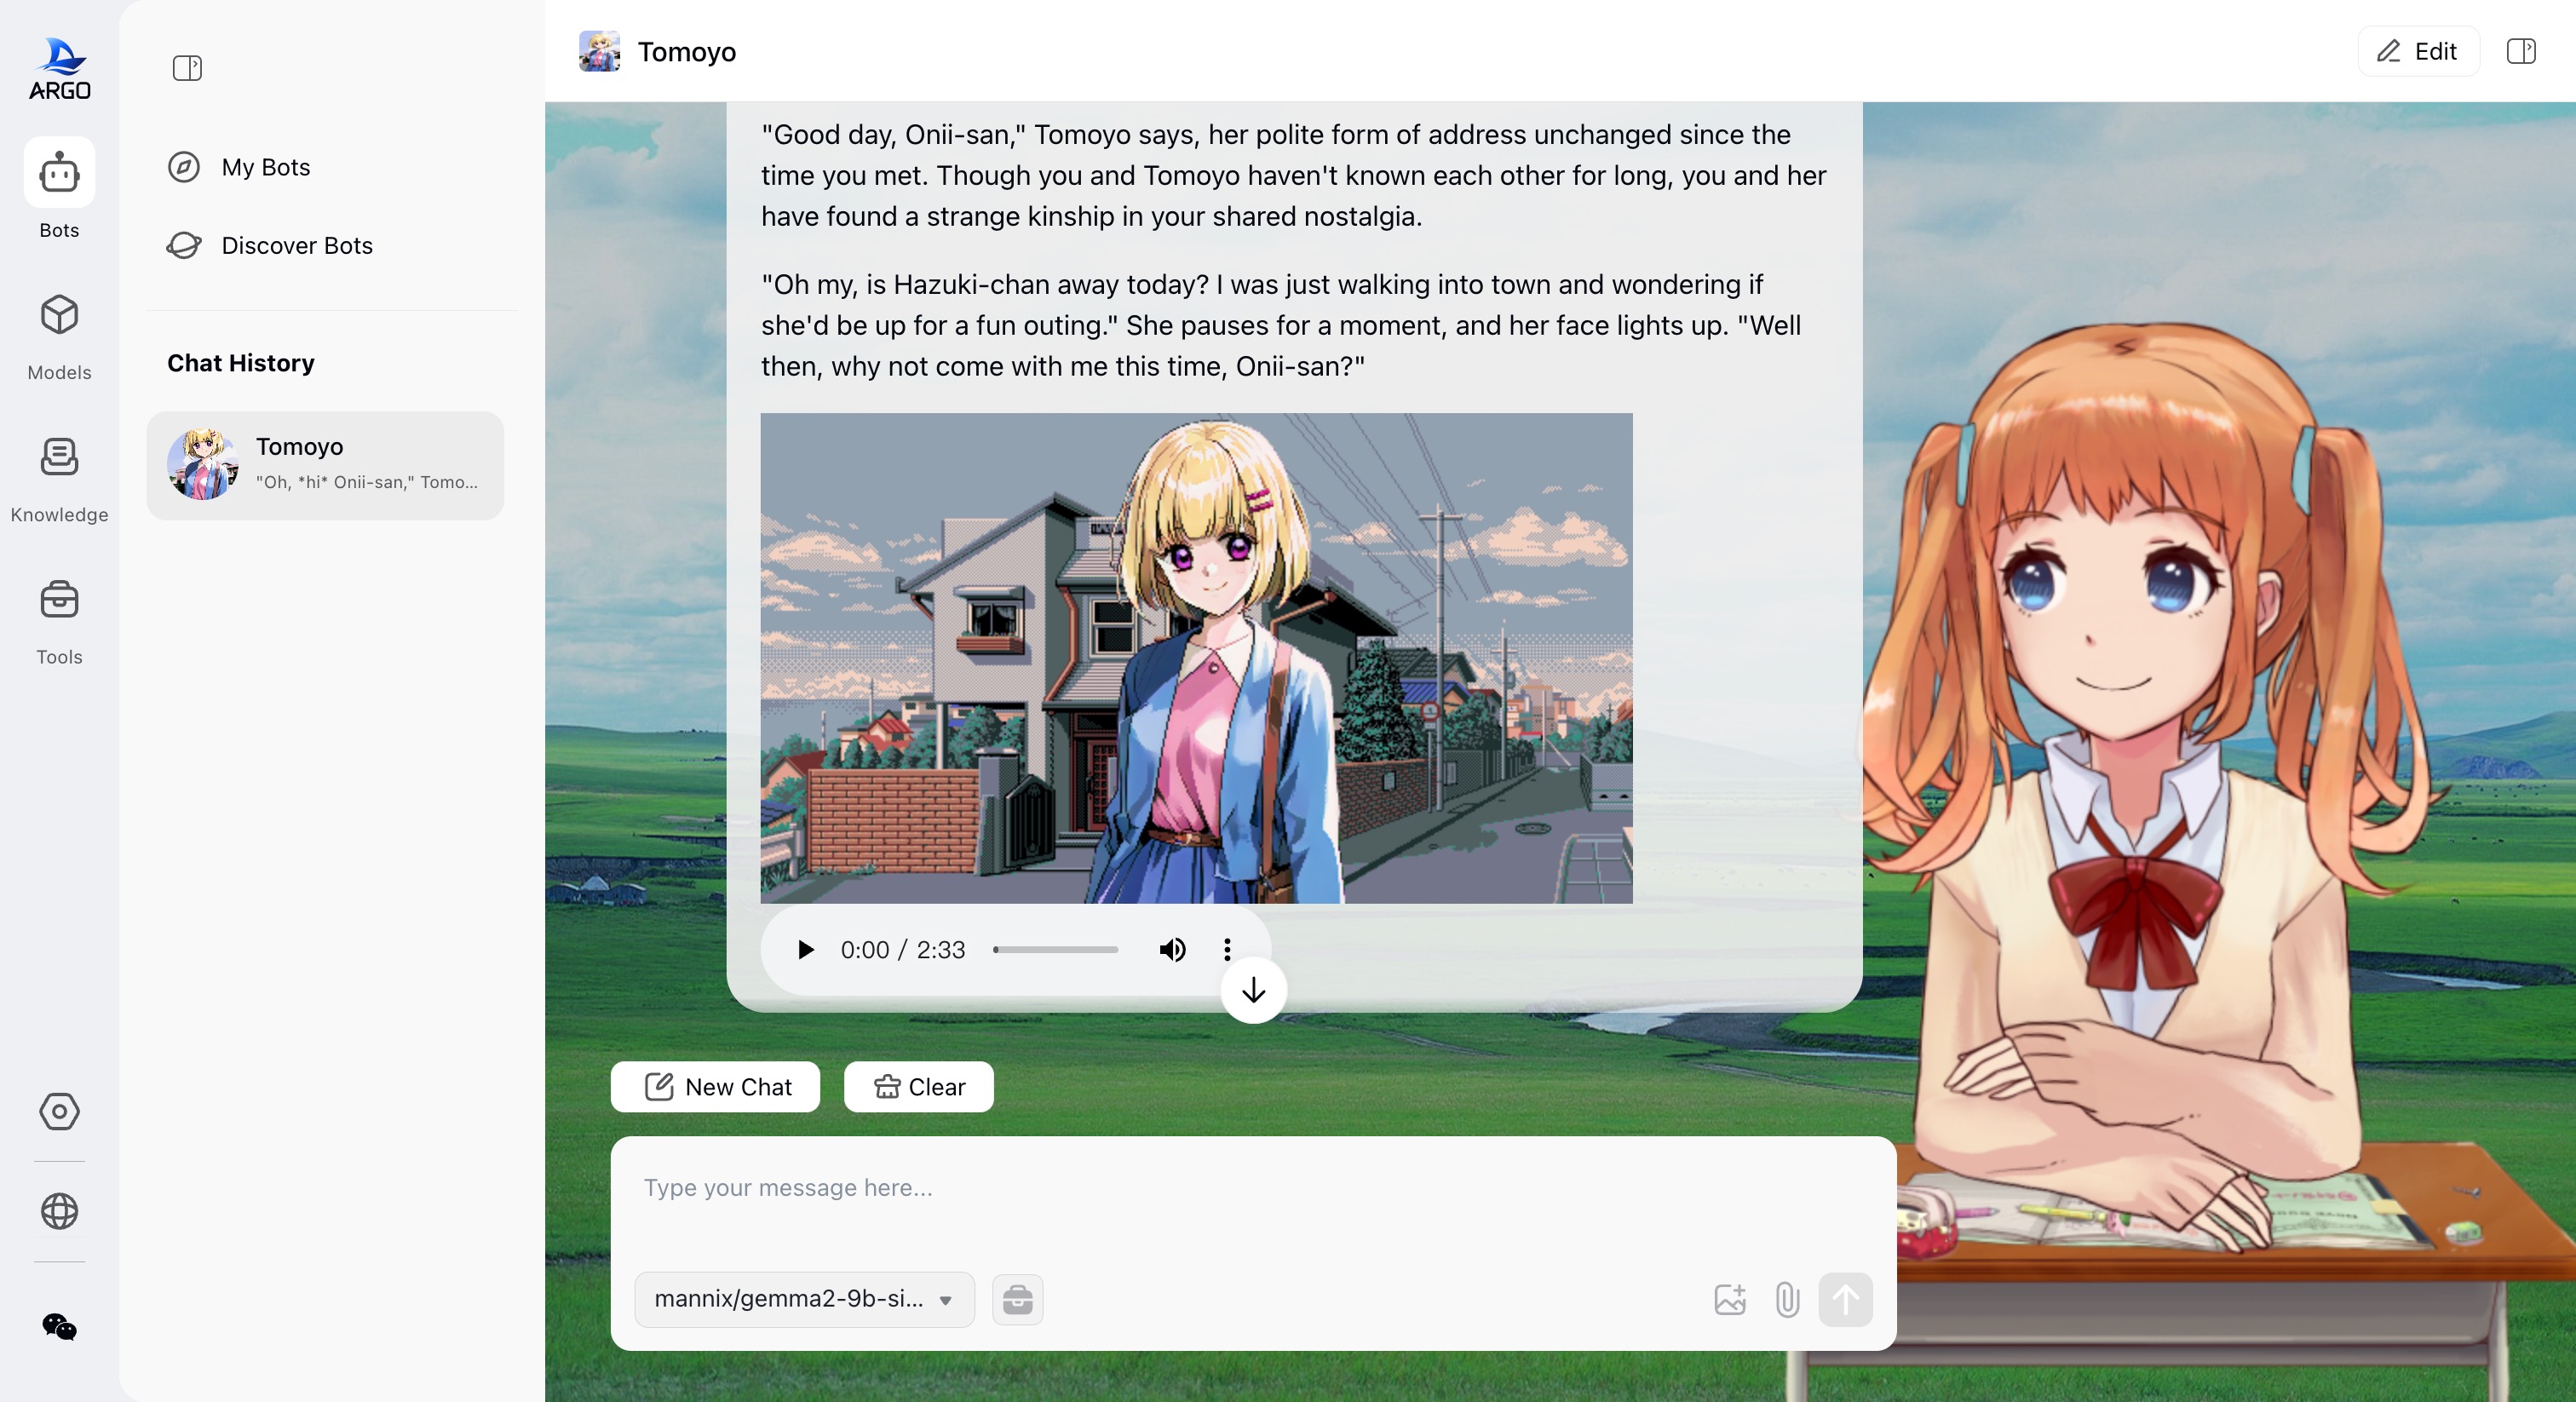 ARGO
Bots
Models
Knowledge
Tools
My Bots
Discover Bots
Chat History
Tomoyo
"Oh, *hi* Onii-san," Tomo...
Tomoyo
Edit
"Good day, Onii-san," Tomoyo says, her polite form of address unchanged since the
time you met. Though you and Tomoyo haven't known each other for long, you and her
have found a strange kinship in your shared nostalgia.
"Oh my, is Hazuki-chan away today? I was just walking into town and wondering if
she'd be up for a fun outing." She pauses for a moment, and her face lights up. "Well
then, why not come with me this time, Onii-san?"
0:00 / 2:33
New Chat
Clear
Type your message here...
mannix/gemma2-9b-si...